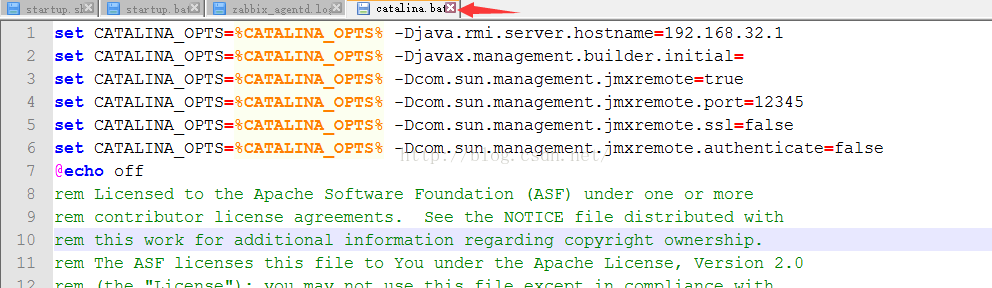 startup.sh startup.bat zabbix_agentd.log catalina.bat
1 set CATALINA_OPTS=%CATALINA_OPTS% -Djava.rmi.server.hostname=192.168.32.1
2 set CATALINA_OPTS=%CATALINA_OPTS% -Djavax.management.builder.initial=
3 set CATALINA_OPTS=%CATALINA_OPTS% -Dcom.sun.management.jmxremote=true
4 set CATALINA_OPTS=%CATALINA_OPTS% -Dcom.sun.management.jmxremote.port=12345
5 set CATALINA_OPTS=%CATALINA_OPTS% -Dcom.sun.management.jmxremote.ssl=false
6 set CATALINA_OPTS=%CATALINA_OPTS% -Dcom.sun.management.jmxremote.authenticate=false
http://blog.csdn.net/
7 @echo off
8 rem Licensed to the Apache Software Foundation (ASF) under one or more
9 rem contributor license agreements.  See the NOTICE file distributed with
10 rem this work for additional information regarding copyright ownership.
11 rem The ASF licenses this file to You under the Apache License, Version 2.0
12 rem (the "License"); you may not use this file except in compliance with